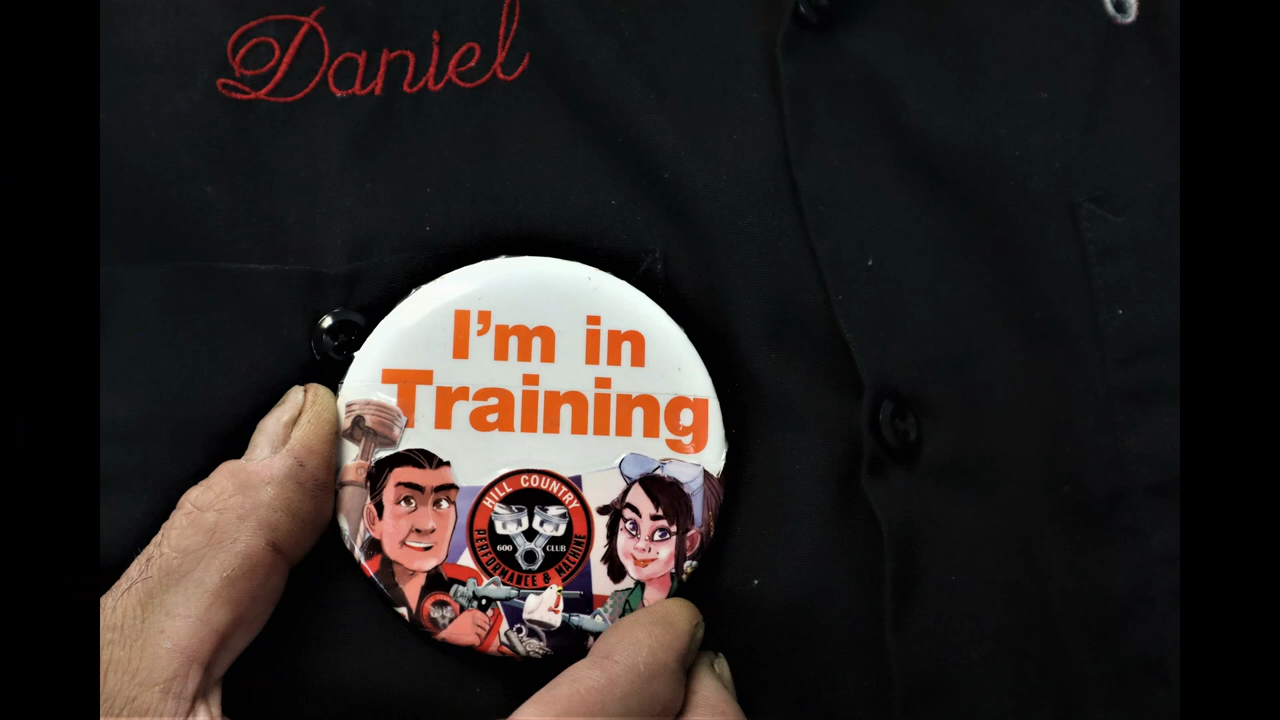 Daniel
I'm in
Training
HILL COUNTRY
600 CLUB
PERFORMANCE & MACHINE